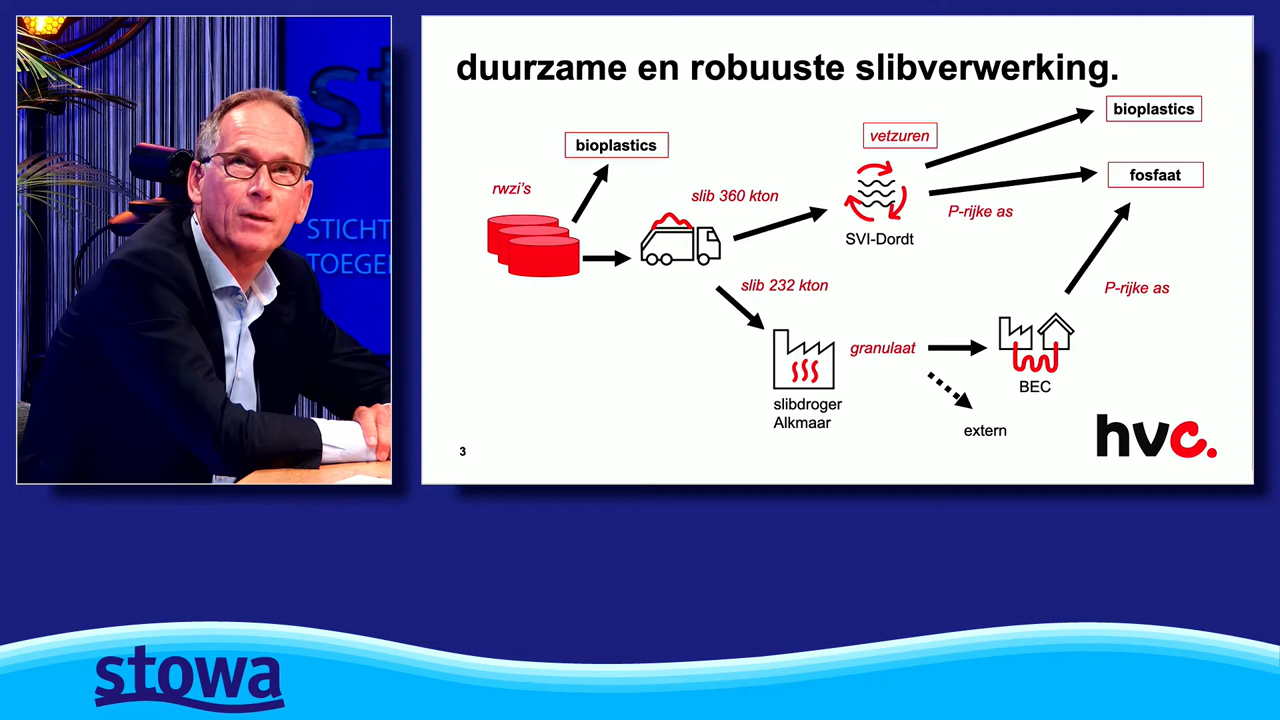 st
STICHT
TOEGE
duurzame en robuuste slibverwerking.
bioplastics
vetzuren
bioplastics
rwzi's
slib 360 kton
fosfaat
P-rijke as
SVI-Dordt
slib 232 kton
P-rijke as
granulaat
BEC
slibdroger
Alkmaar
extern
3
hvc.
stowa